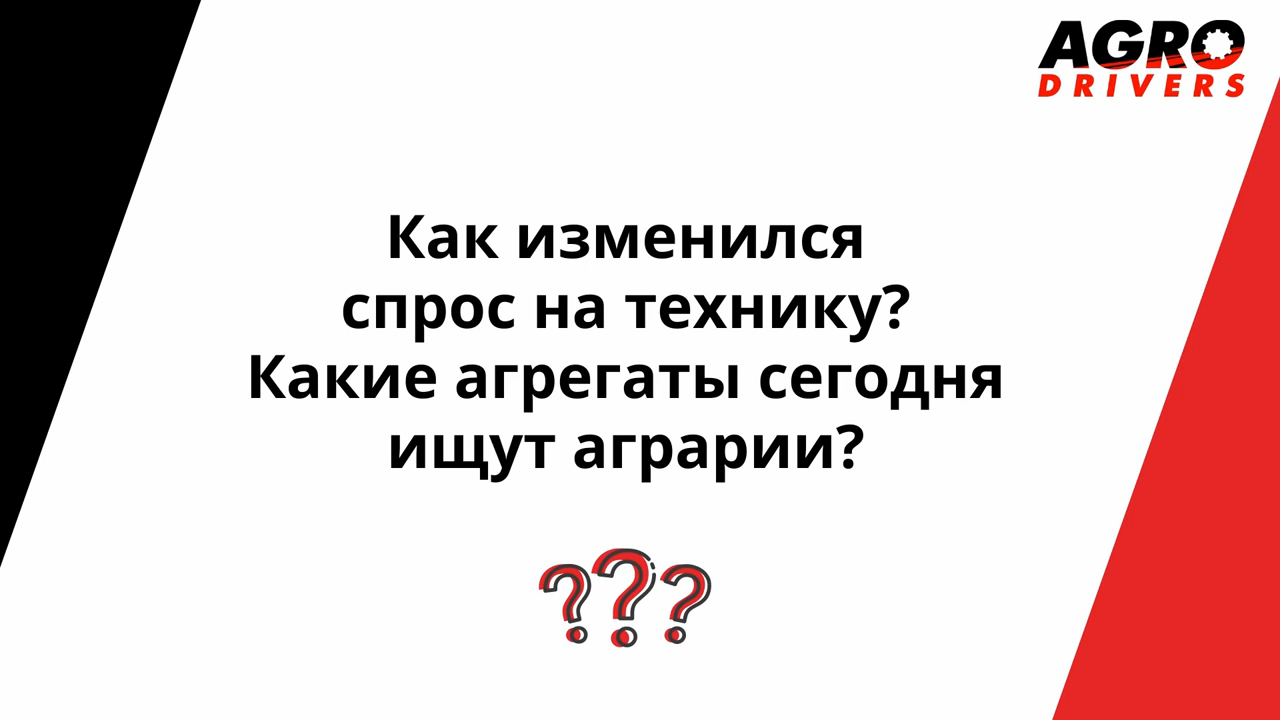 AGRO
DRIVERS
Как изменился
спрос на технику?
Какие агрегаты сегодня
ищут аграрии?
???